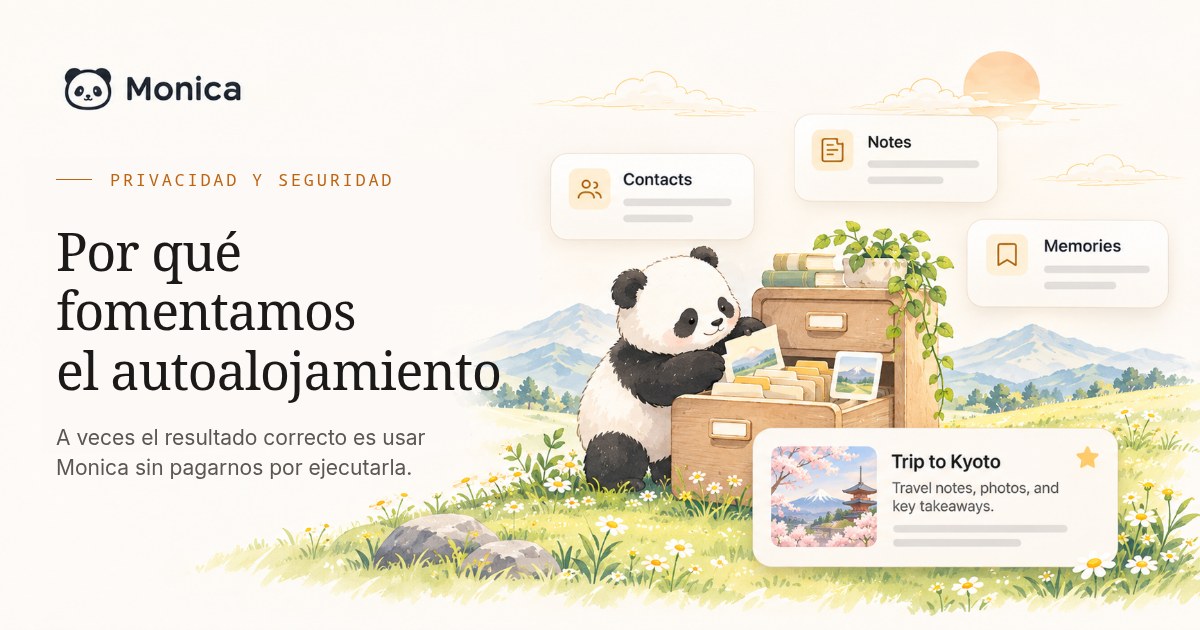 Monica
PRIVACIDAD Y SEGURIDAD
Por qué
fomentamos
el autoalojamiento
A veces el resultado correcto es usar
Monica sin pagarnos por ejecutarla.
Contacts
Notes
Memories
Trip to Kyoto
Travel notes, photos, and
key takeaways.